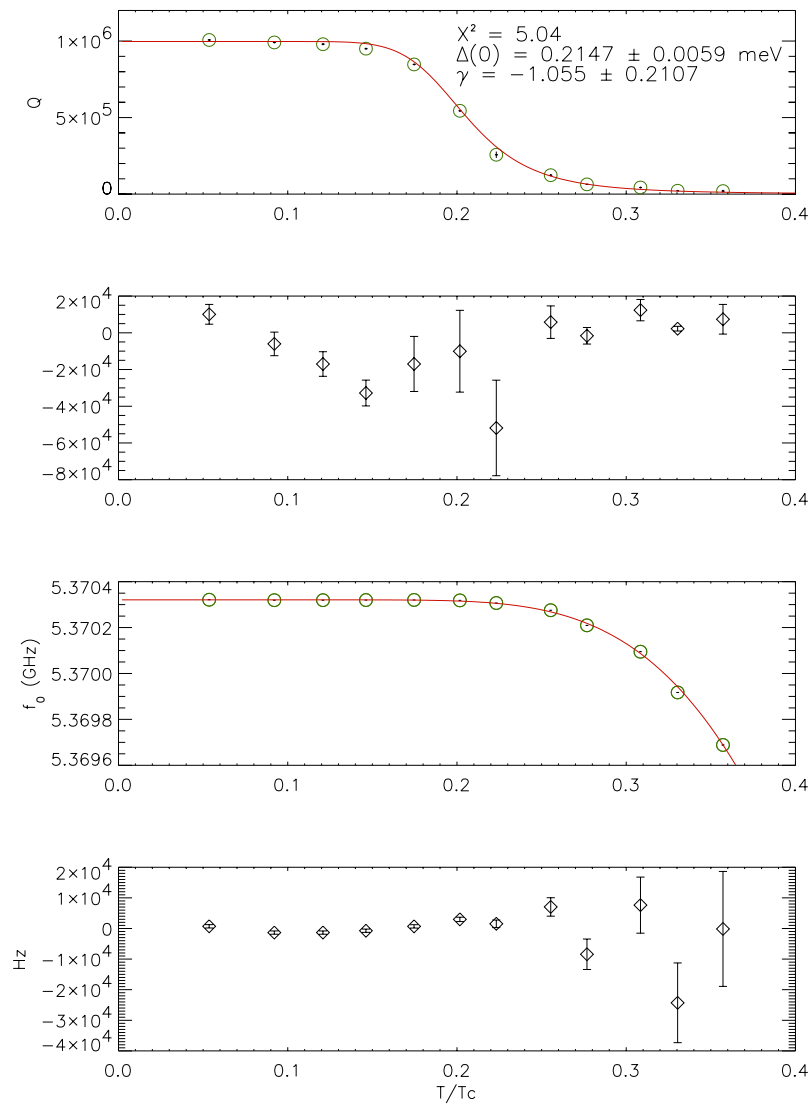 1×10⁶
5×10⁵
0
Q
0.0 0.1 0.2 0.3 0.4
X² = 5.04
Δ(0) = 0.2147 ± 0.0059 meV
γ = −1.055 ± 0.2107
2×10⁴
0
−2×10⁴
−4×10⁴
−6×10⁴
−8×10⁴
0.0 0.1 0.2 0.3 0.4
5.3704
5.3702
5.3700
5.3698
5.3696
f₀ (GHz)
0.0 0.1 0.2 0.3 0.4
2×10⁴
1×10⁴
0
−1×10⁴
−2×10⁴
−3×10⁴
−4×10⁴
Hz
0.0 0.1 0.2 0.3 0.4
T/Tc